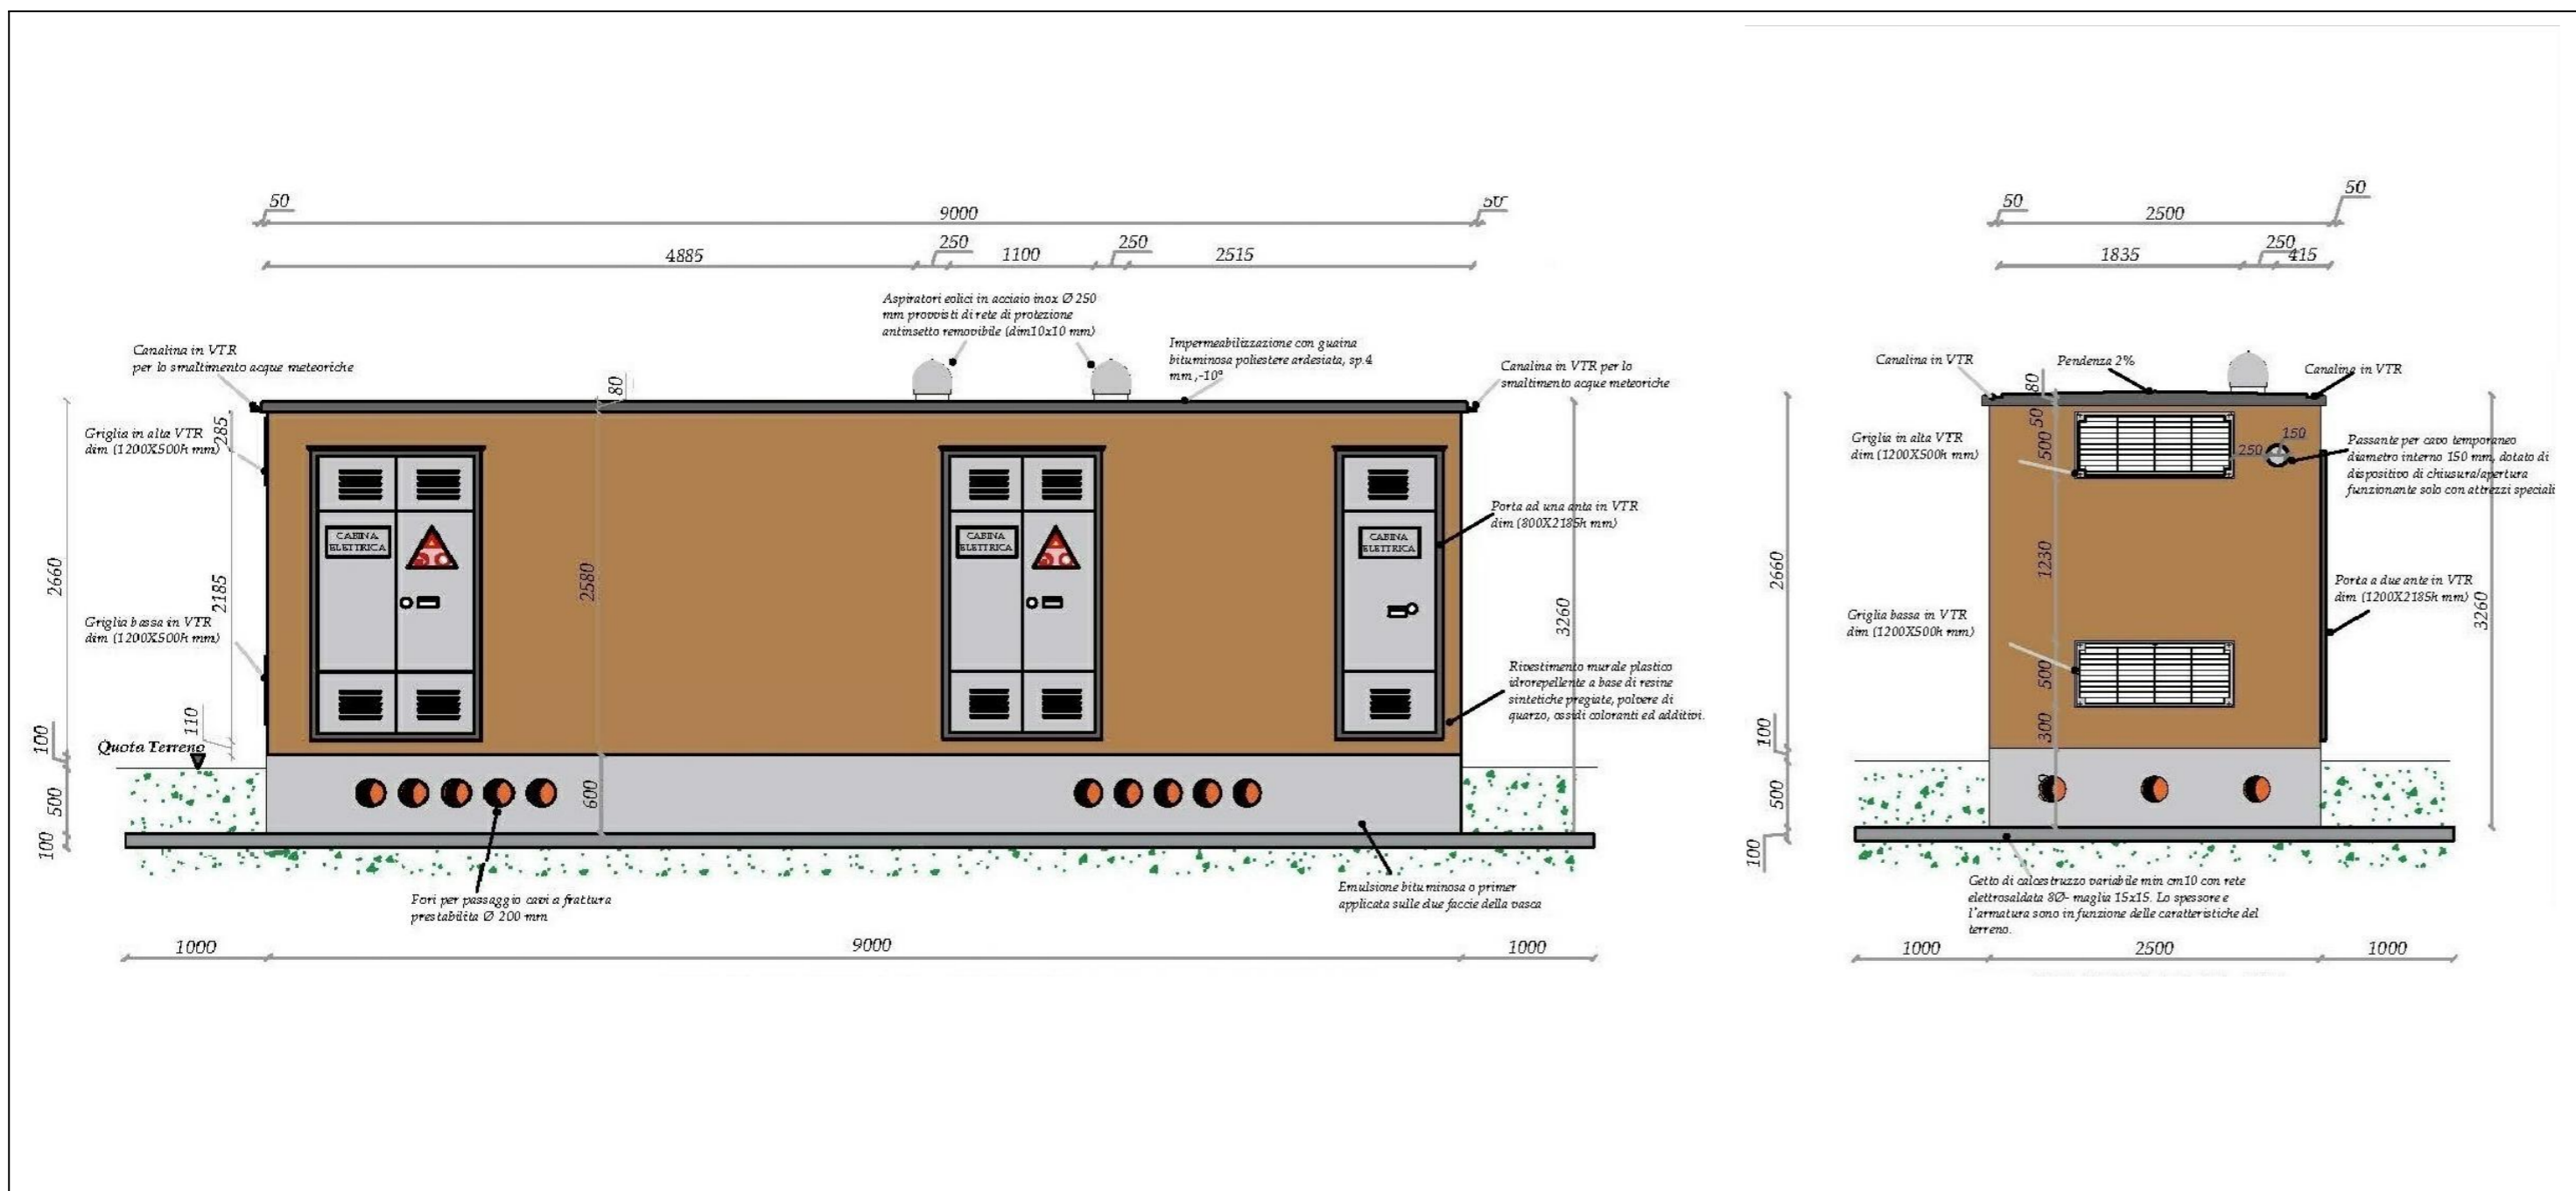 50
9000
50
4885
250
1100
250
2515
Aspiratori eolici in acciaio inox Ø 250
mm provvisti di rete di protezione
antinsetto removibile (dim10x10 mm)
Impermeabilizzazione con guaina
bituminosa poliestere ardesiata, sp.4
mm ,-10°
Canalina in VTR
per lo smaltimento acque meteoriche
Canalina in VTR per lo
smaltimento acque meteoriche
80
285
Griglia in alta VTR
dim (1200X500h mm)
CABINA
ELETTRICA
CABINA
ELETTRICA
CABINA
ELETTRICA
Porta ad una anta in VTR
dim (800X2185h mm)
2660
2185
2580
3260
Griglia bassa in VTR
dim (1200X500h mm)
Rivestimento murale plastico
idrorepellente a base di resine
sintetiche pregiate, polvere di
quarzo, ossidi coloranti ed additivi.
110
100
Quota Terreno
500
600
100
Fori per passaggio cavi a frattura
prestabilita Ø 200 mm
Emulsione bituminosa o primer
applicata sulle due faccie della vasca
1000
9000
1000
50
2500
50
1835
250
415
Canalina in VTR
Pendenza 2%
Canalina in VTR
80
50
Griglia in alta VTR
dim (1200X500h mm)
500
250
150
Passante per cavo temporaneo
diametro interno 150 mm, dotato di
dispositivo di chiusura/apertura
funzionante solo con attrezzi speciali
2660
1230
Porta a due ante in VTR
dim (1200X2185h mm)
3260
Griglia bassa in VTR
dim (1200X500h mm)
500
300
100
500
100
Getto di calcestruzzo variabile min cm10 con rete
elettrosaldata 8Ø- maglia 15x15. Lo spessore e
l'armatura sono in funzione delle caratteristiche del
terreno.
1000
2500
1000